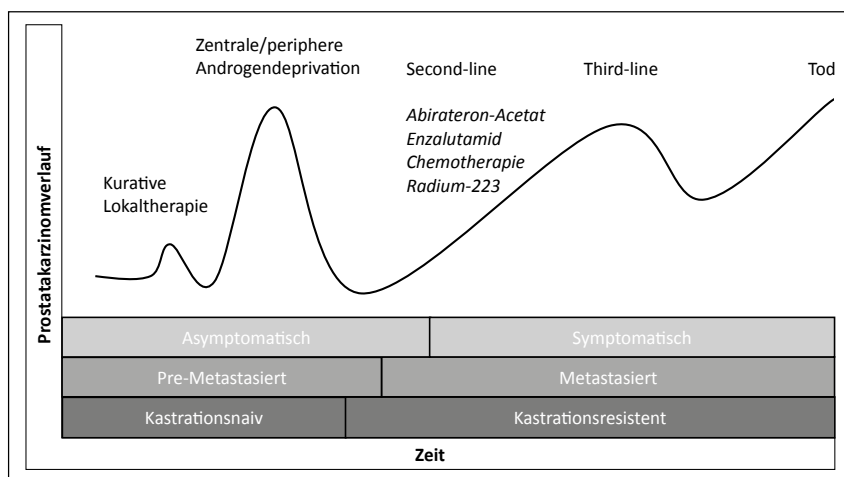 Zentrale/periphere
Androgendeprivation
Second-line
Third-line
Tod
Abirateron-Acetat
Enzalutamid
Chemotherapie
Radium-223
Kurative
Lokaltherapie
Prostatakarzinomverlauf
Asymptomatisch
Symptomatisch
Pre-Metastasiert
Metastasiert
Kastrationsnaiv
Kastrationsresistent
Zeit